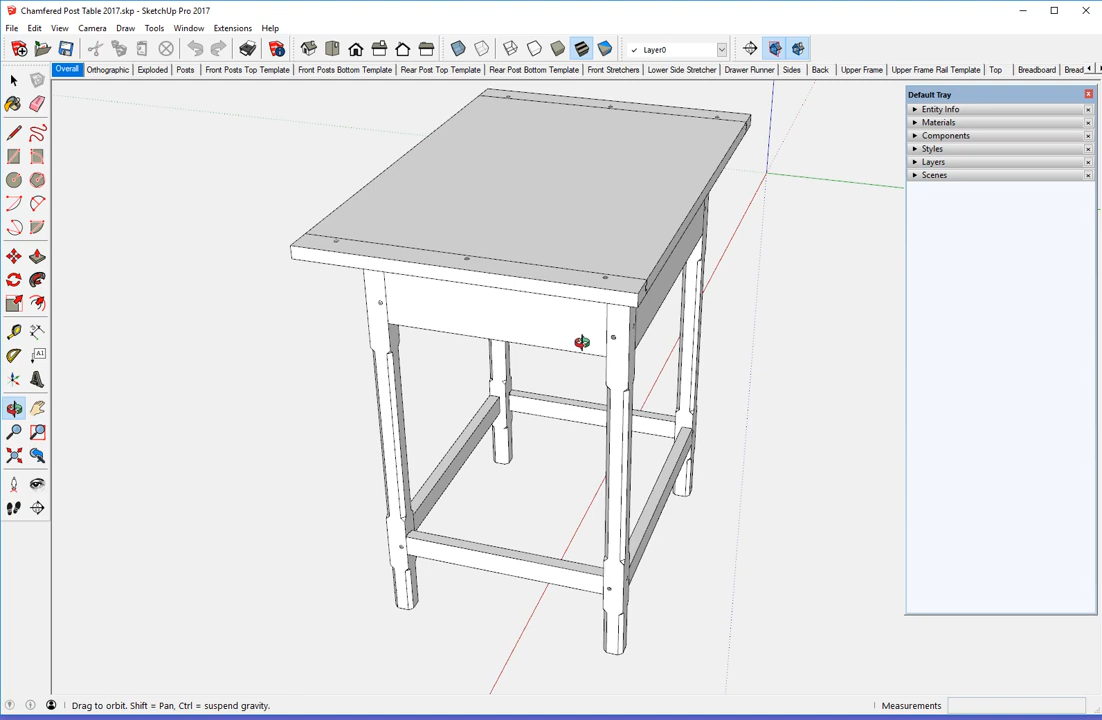 Chamfered Post Table 2017.skp - SketchUp Pro 2017
File Edit View Camera Draw Tools Window Extensions Help
Layer0
Overall Orthographic Exploded Posts Front Posts Top Template Front Posts Bottom Template Rear Post Top Template Rear Post Bottom Template Front Stretchers Lower Side Stretcher Drawer Runner Sides Back Upper Frame Upper Frame Rail Template Top Breadboard Bread
Default Tray
Entity Info
Materials
Components
Styles
Layers
Scenes
A1
Drag to orbit. Shift = Pan, Ctrl = suspend gravity.
Measurements